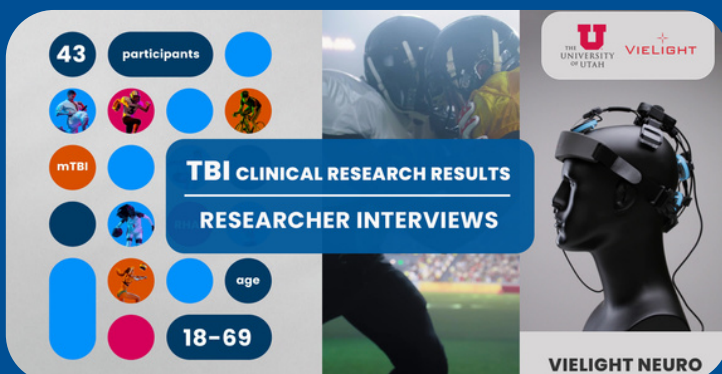 43
participants
mTBI
age
18-69
TBI CLINICAL RESEARCH RESULTS
RESEARCHER INTERVIEWS
THE
UNIVERSITY
OF UTAH
VIELIGHT
VIELIGHT NEURO